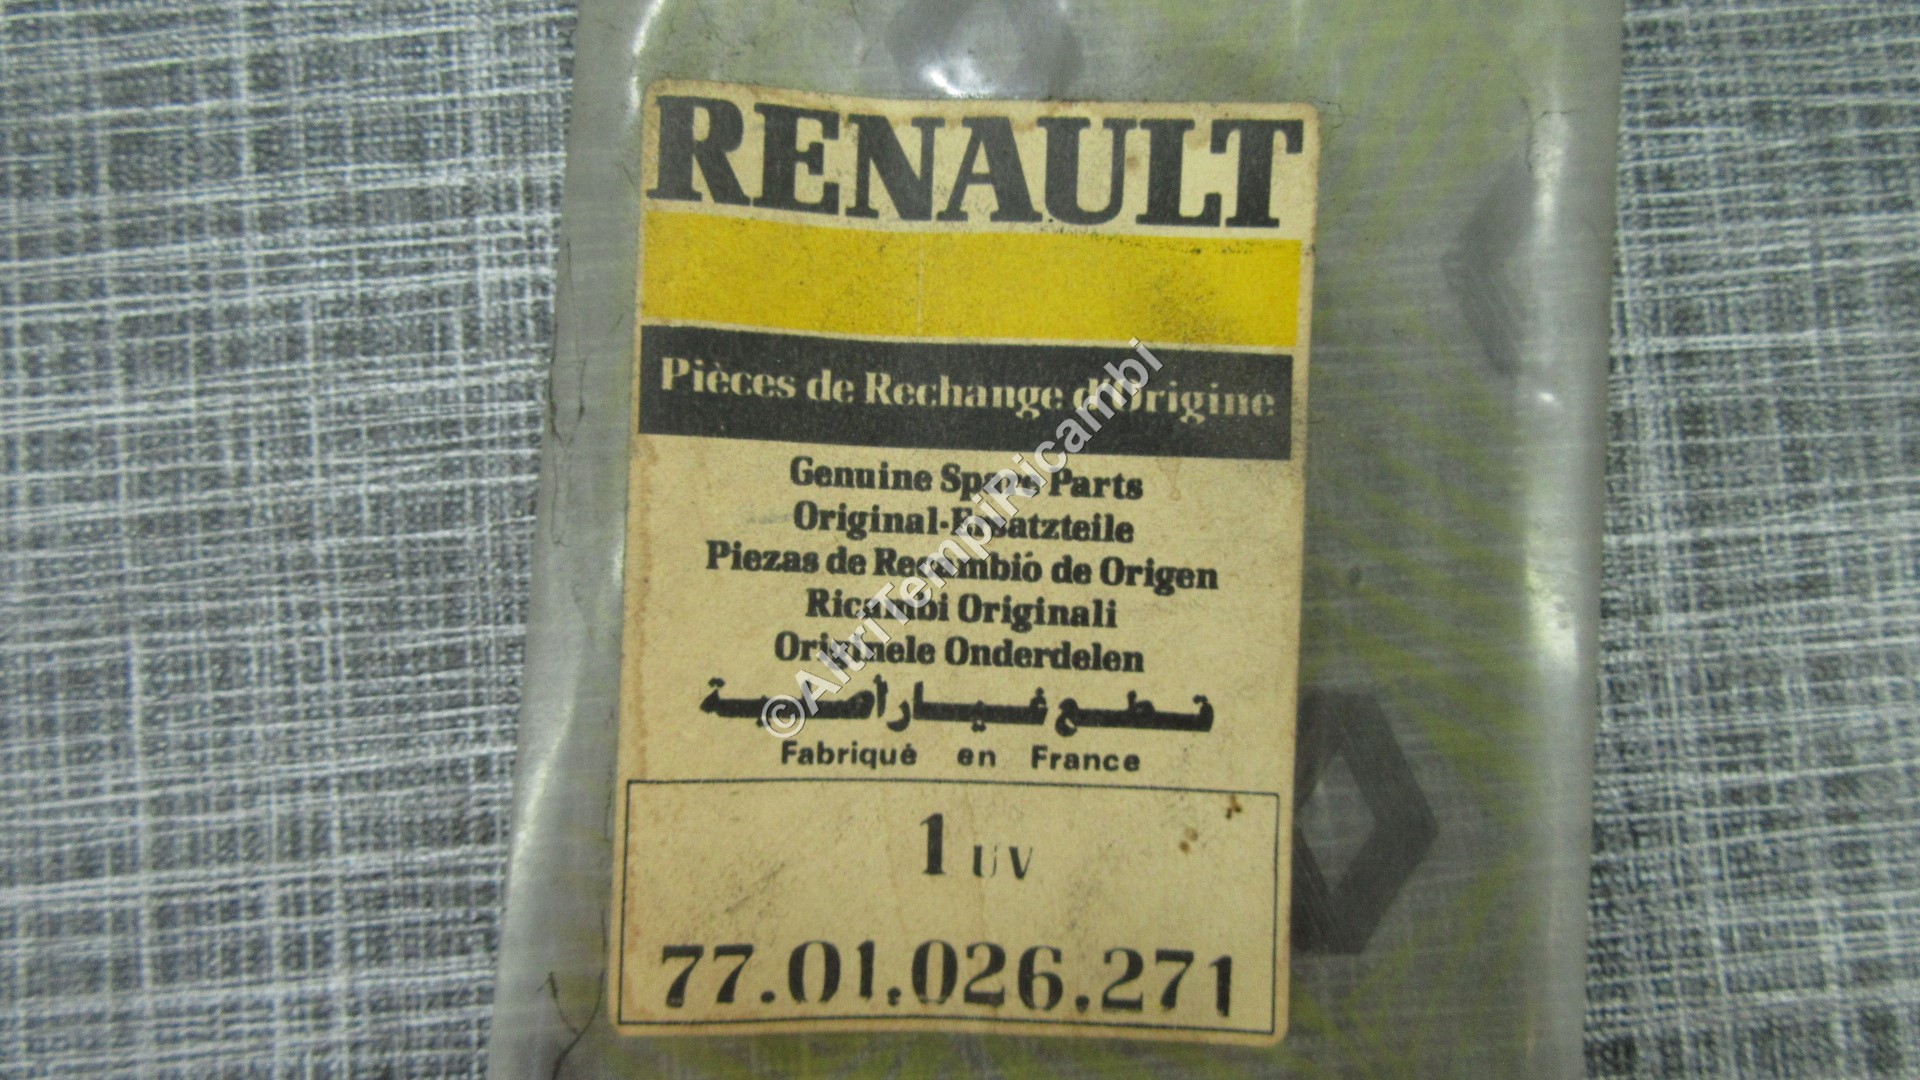 RENAULT
Pièces de Rechange d'Origine
Genuine Spare Parts
Original-Ersatzteile
Piezas de Recambio de Origen
Ricambi Originali
Originele Onderdelen
قطع غيار أصلية
Fabriqué en France
1 UV
77.01.026.271
©AltriTempiRicambi